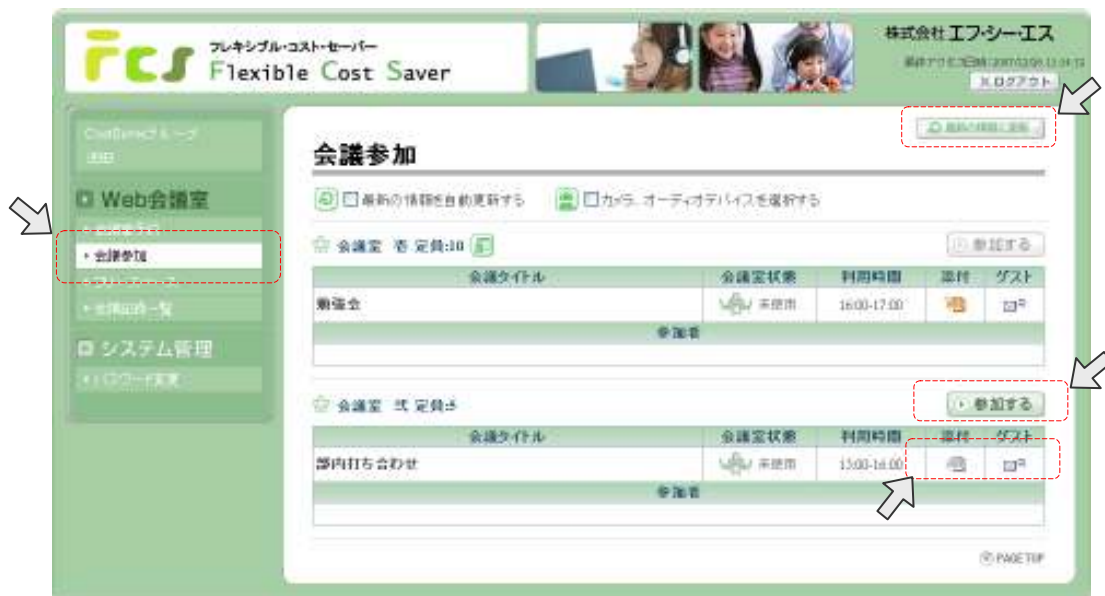 Fcs
フレキシブル・コスト・セーバー
Flexible Cost Saver
株式会社エフ・シー・エス
ログアウト
会議参加
Web会議室
最新の情報を自動更新する
カメラ、オーディオデバイスを選択する
・会議参加
会議室 壱 定員:10
参加する
会議タイトル 会議室状態 利用時間 添付 ゲスト
勉強会 未使用 16:00-17:00
参加者
システム管理
パスワード変更
会議室 弐 定員:5
参加する
会議タイトル 会議室状態 利用時間 添付 ゲスト
部内打ち合わせ 未使用
参加者
PAGE TOP